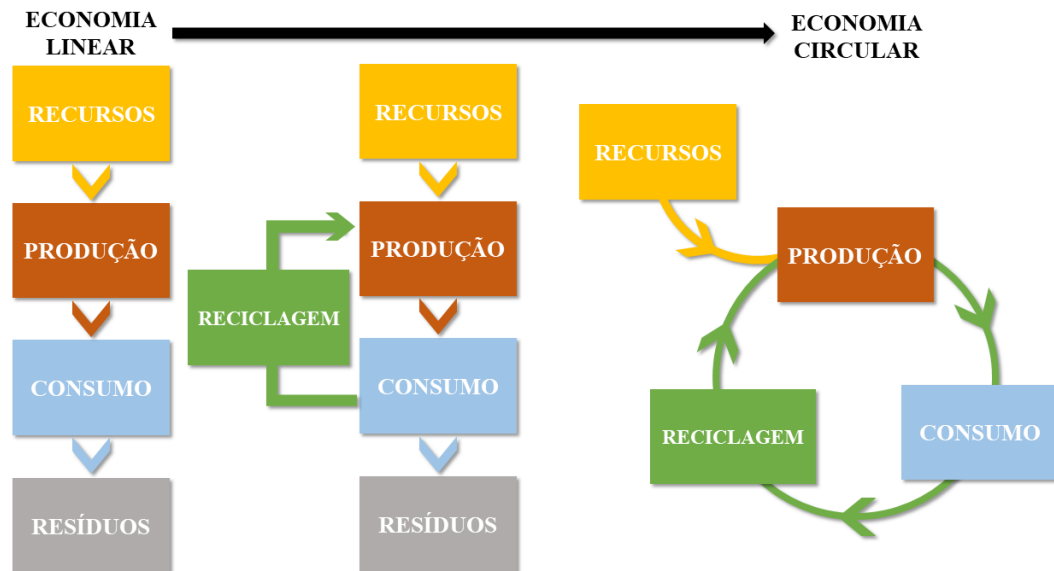 ECONOMIA
LINEAR
ECONOMIA
CIRCULAR
RECURSOS
PRODUÇÃO
CONSUMO
RESÍDUOS
RECURSOS
PRODUÇÃO
RECICLAGEM
CONSUMO
RESÍDUOS
RECURSOS
PRODUÇÃO
CONSUMO
RECICLAGEM